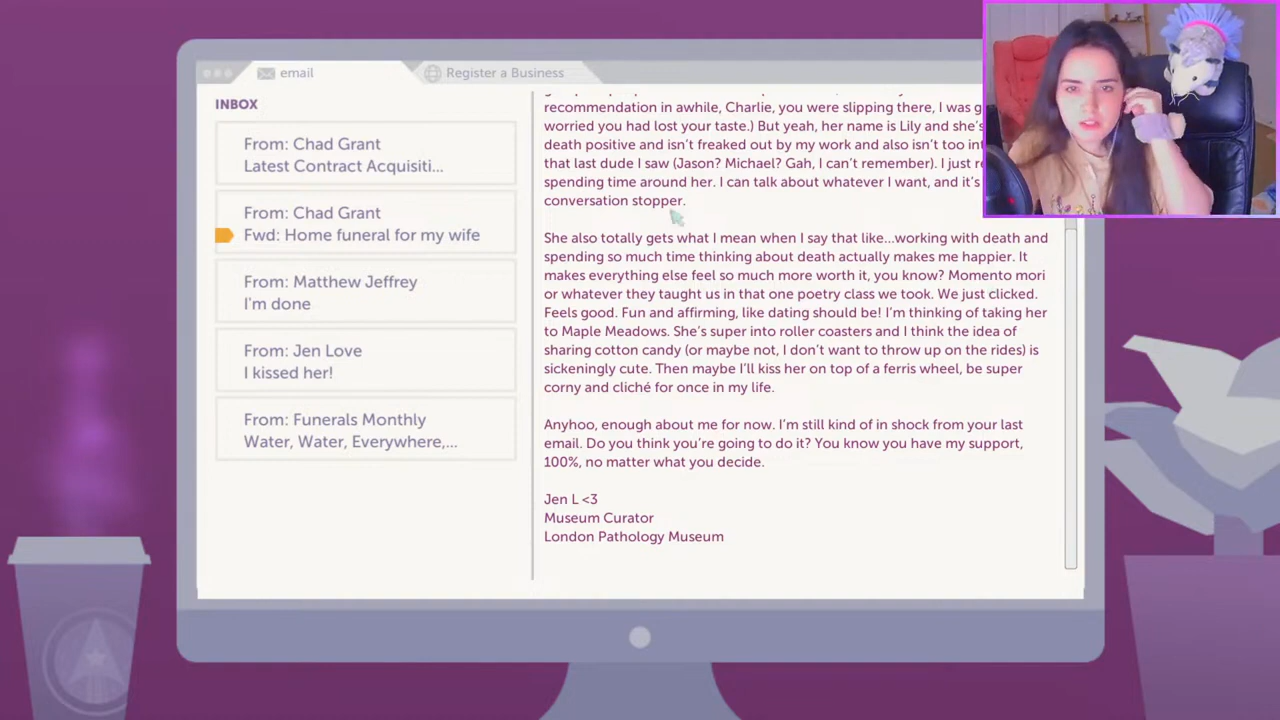 email
Register a Business
INBOX
From: Chad Grant
Latest Contract Acquisiti...
From: Chad Grant
Fwd: Home funeral for my wife
From: Matthew Jeffrey
I'm done
From: Jen Love
I kissed her!
From: Funerals Monthly
Water, Water, Everywhere,...
recommendation in awhile, Charlie, you were slipping there, I was g
worried you had lost your taste.) But yeah, her name is Lily and she's
death positive and isn't freaked out by my work and also isn't too int
that last dude I saw (Jason? Michael? Gah, I can't remember). I just re
spending time around her. I can talk about whatever I want, and it's
conversation stopper.
She also totally gets what I mean when I say that like...working with death and
spending so much time thinking about death actually makes me happier. It
makes everything else feel so much more worth it, you know? Momento mori
or whatever they taught us in that one poetry class we took. We just clicked.
Feels good. Fun and affirming, like dating should be! I'm thinking of taking her
to Maple Meadows. She's super into roller coasters and I think the idea of
sharing cotton candy (or maybe not, I don't want to throw up on the rides) is
sickeningly cute. Then maybe I'll kiss her on top of a ferris wheel, be super
corny and cliché for once in my life.
Anyhoo, enough about me for now. I'm still kind of in shock from your last
email. Do you think you're going to do it? You know you have my support,
100%, no matter what you decide.
Jen L <3
Museum Curator
London Pathology Museum